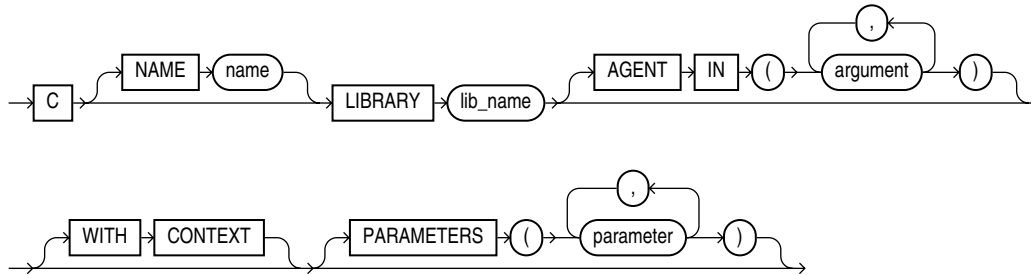 ,
NAME name AGENT IN ( argument )
C LIBRARY lib_name
,
WITH CONTEXT PARAMETERS ( parameter )